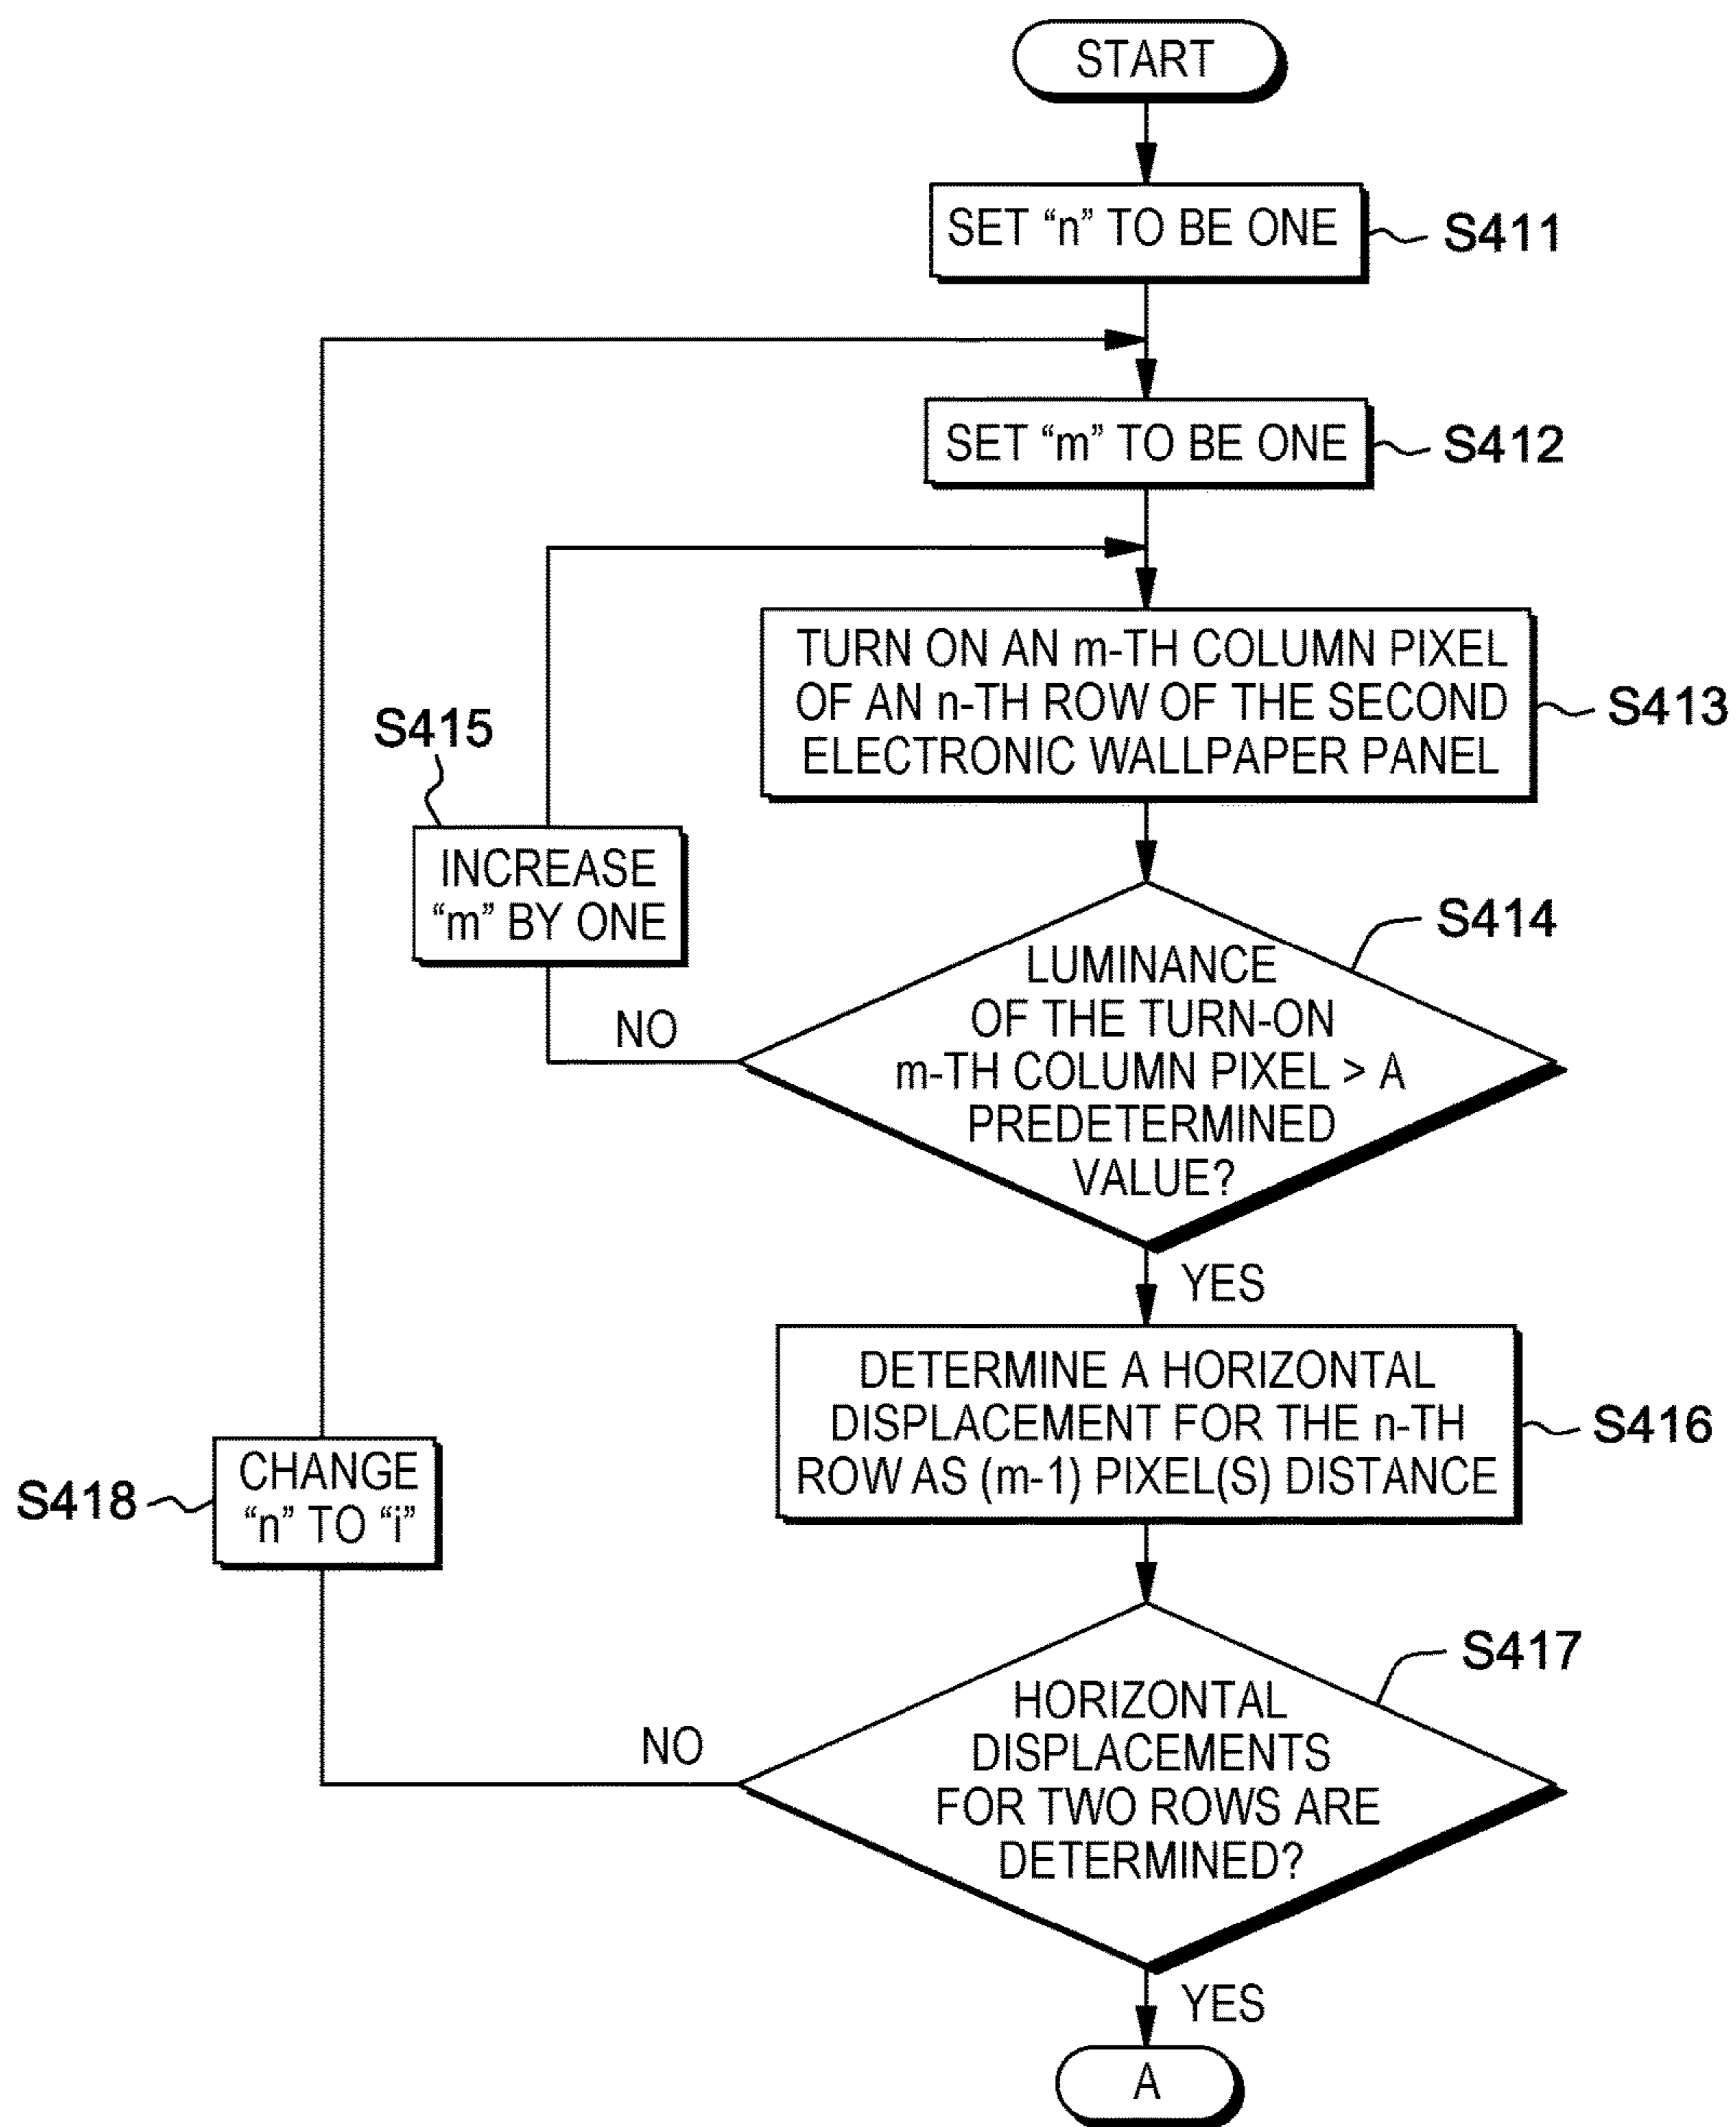 START
SET “n” TO BE ONE
S411
SET “m” TO BE ONE
S412
TURN ON AN m-TH COLUMN PIXEL
OF AN n-TH ROW OF THE SECOND
ELECTRONIC WALLPAPER PANEL
S413
S415
INCREASE
“m” BY ONE
S414
LUMINANCE
OF THE TURN-ON
m-TH COLUMN PIXEL > A
PREDETERMINED
VALUE?
NO
YES
DETERMINE A HORIZONTAL
DISPLACEMENT FOR THE n-TH
ROW AS (m-1) PIXEL(S) DISTANCE
S416
S418
CHANGE
“n” TO “i”
S417
HORIZONTAL
DISPLACEMENTS
FOR TWO ROWS ARE
DETERMINED?
NO
YES
A